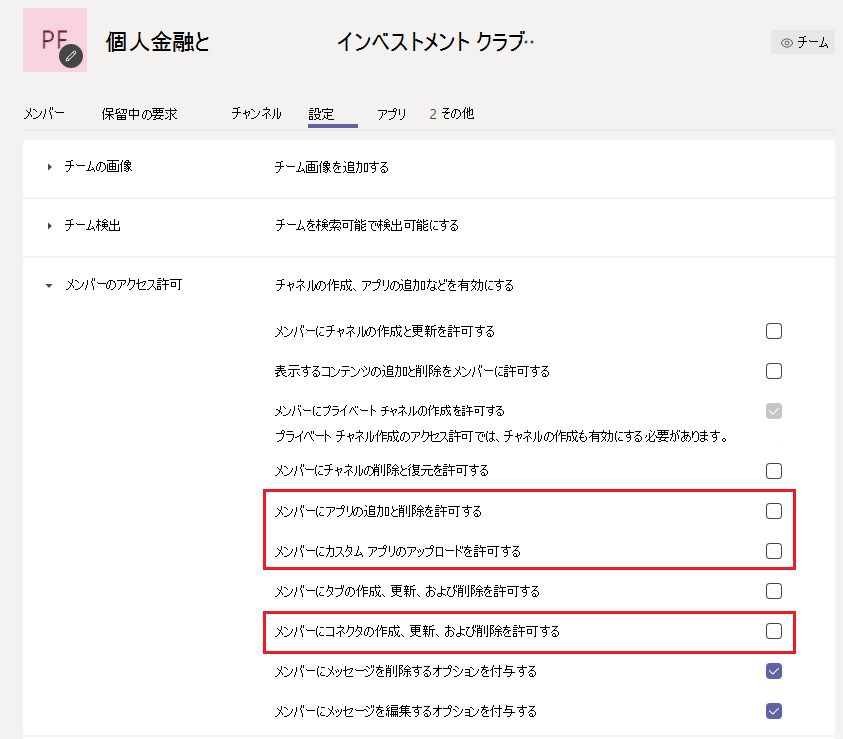 PF
個人金融と インベストメント クラブ··
チーム
メンバー 保留中の要求 チャンネル 設定 アプリ 2 その他
チームの画像 チーム画像を追加する
チーム検出 チームを検索可能で検出可能にする
メンバーのアクセス許可 チャネルの作成、アプリの追加などを有効にする
メンバーにチャネルの作成と更新を許可する
表示するコンテンツの追加と削除をメンバーに許可する
メンバーにプライベート チャネルの作成を許可する
プライベート チャネル作成のアクセス許可では、チャネルの作成も有効にする必要があります。
メンバーにチャネルの削除と復元を許可する
メンバーにアプリの追加と削除を許可する
メンバーにカスタム アプリのアップロードを許可する
メンバーにタブの作成、更新、および削除を許可する
メンバーにコネクタの作成、更新、および削除を許可する
メンバーにメッセージを削除するオプションを付与する
メンバーにメッセージを編集するオプションを付与する